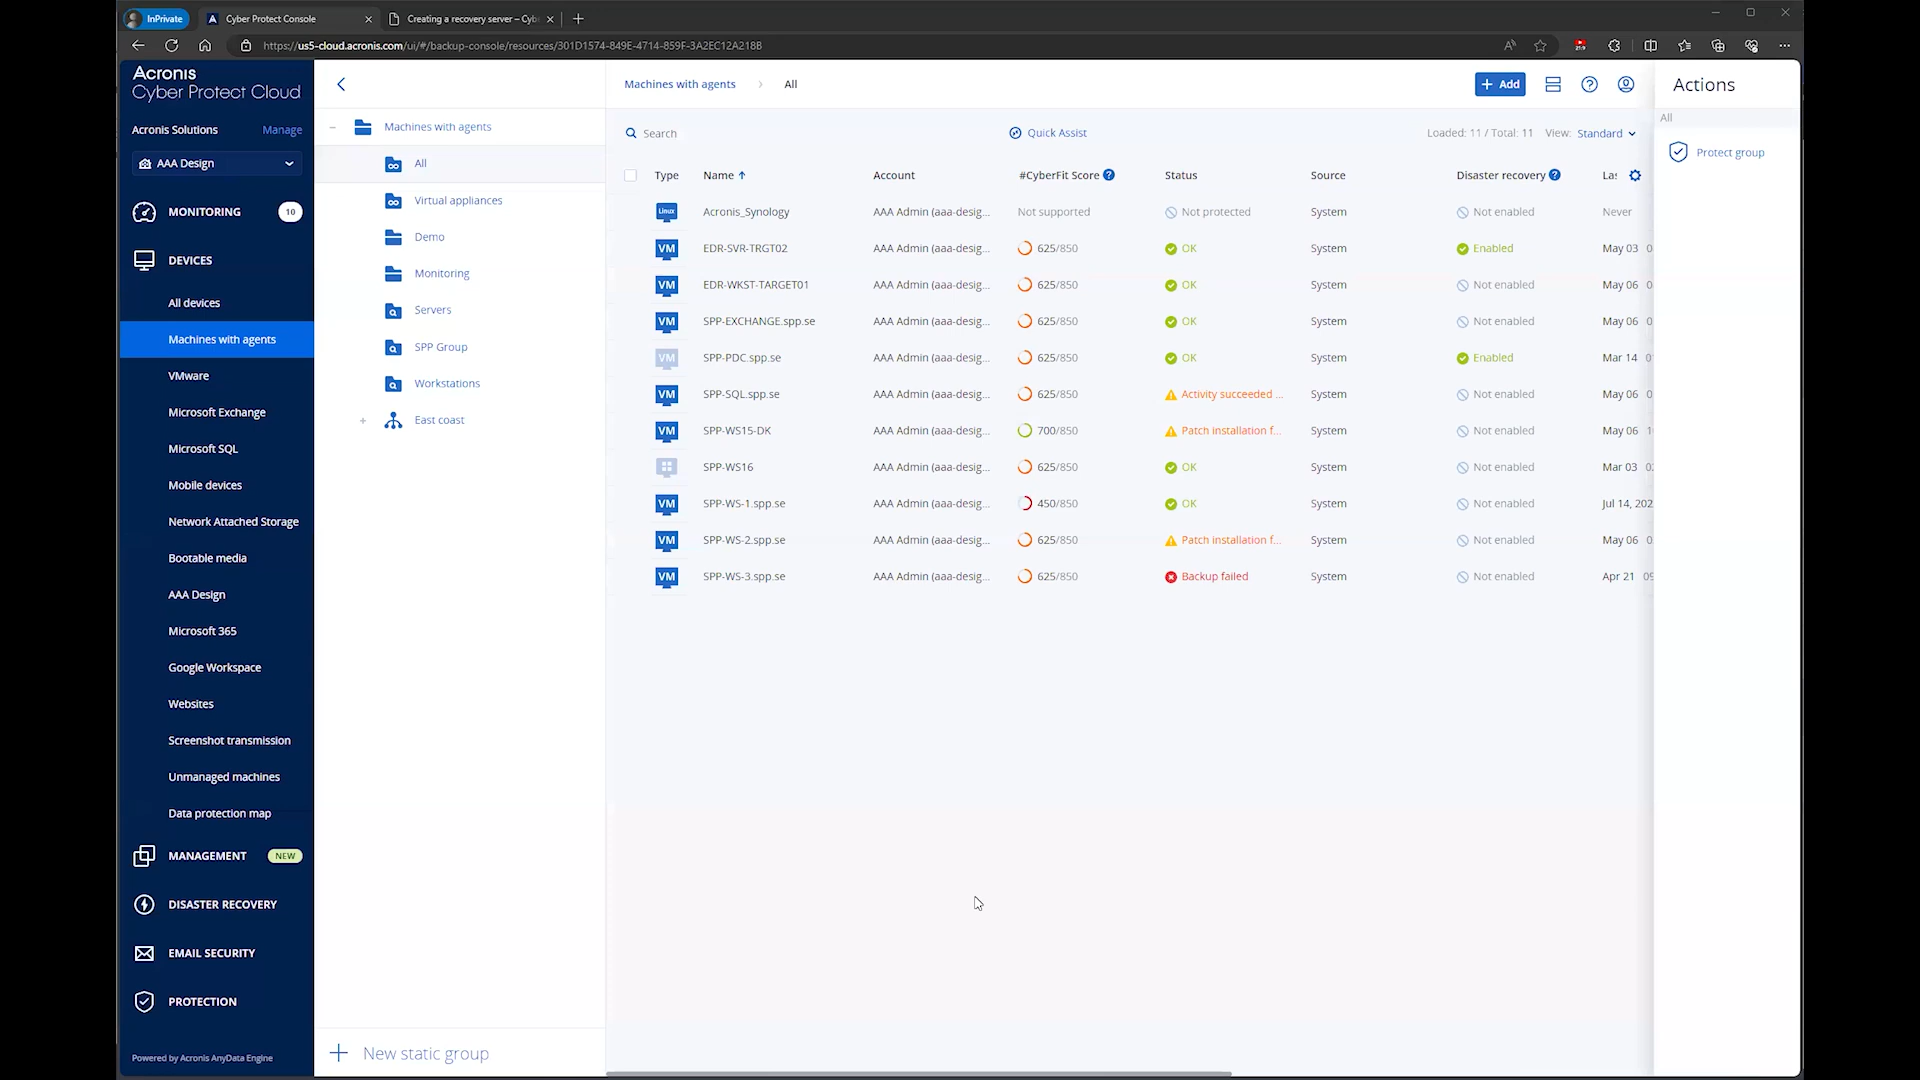 InPrivate
Cyber Protect Console
Creating a recovery server – Cyb
https://us5-cloud.acronis.com/ui/#/backup-console/resources/301D1574-849E-4714-859F-3A2EC12A218B
Acronis
Cyber Protect Cloud
Acronis Solutions
Manage
AAA Design
MONITORING
10
DEVICES
All devices
Machines with agents
VMware
Microsoft Exchange
Microsoft SQL
Mobile devices
Network Attached Storage
Bootable media
AAA Design
Microsoft 365
Google Workspace
Websites
Screenshot transmission
Unmanaged machines
Data protection map
MANAGEMENT
NEW
DISASTER RECOVERY
EMAIL SECURITY
PROTECTION
Powered by Acronis AnyData Engine
Machines with agents
All
Virtual appliances
Demo
Monitoring
Servers
SPP Group
Workstations
East coast
New static group
Machines with agents > All
Add
Search
Quick Assist
Loaded: 11 / Total: 11 View: Standard
Type Name Account #CyberFit Score Status Source Disaster recovery Las
Linux Acronis_Synology AAA Admin (aaa-desig... Not supported Not protected System Not enabled Never
VM EDR-SVR-TRGT02 AAA Admin (aaa-desig... 625/850 OK System Enabled May 03 0
VM EDR-WKST-TARGET01 AAA Admin (aaa-desig... 625/850 OK System Not enabled May 06 0
VM SPP-EXCHANGE.spp.se AAA Admin (aaa-desig... 625/850 OK System Not enabled May 06 0
VM SPP-PDC.spp.se AAA Admin (aaa-desig... 625/850 OK System Enabled Mar 14 0
VM SPP-SQL.spp.se AAA Admin (aaa-desig... 625/850 Activity succeeded ... System Not enabled May 06 0
VM SPP-WS15-DK AAA Admin (aaa-desig... 700/850 Patch installation f... System Not enabled May 06 1
SPP-WS16 AAA Admin (aaa-desig... 625/850 OK System Not enabled Mar 03 0
VM SPP-WS-1.spp.se AAA Admin (aaa-desig... 450/850 OK System Not enabled Jul 14, 202
VM SPP-WS-2.spp.se AAA Admin (aaa-desig... 625/850 Patch installation f... System Not enabled May 06 0
VM SPP-WS-3.spp.se AAA Admin (aaa-desig... 625/850 Backup failed System Not enabled Apr 21 09
Actions
All
Protect group